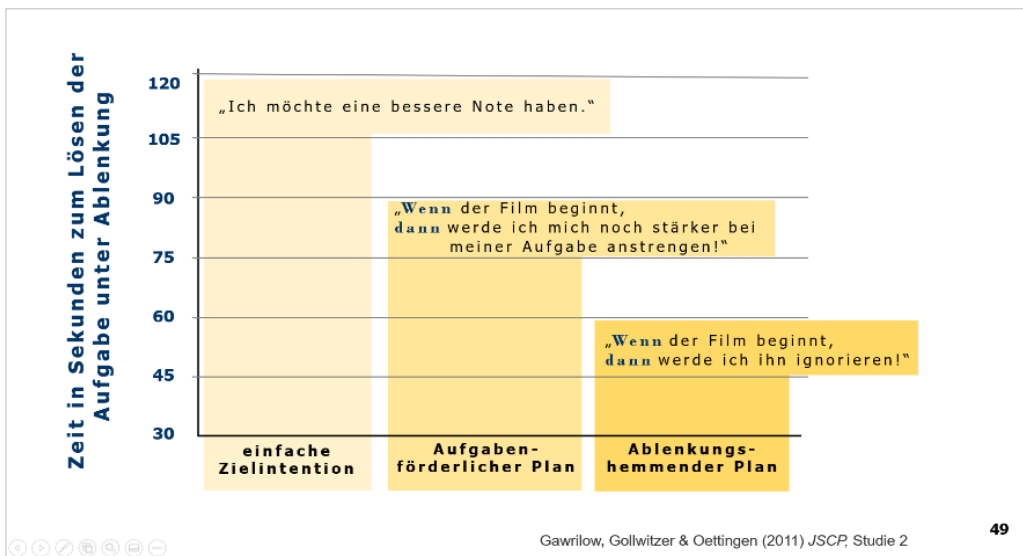 Zeit in Sekunden zum Lösen der
Aufgabe unter Ablenkung
120
105
90
75
60
45
30
„Ich möchte eine bessere Note haben.“
„Wenn der Film beginnt,
dann werde ich mich noch stärker bei
meiner Aufgabe anstrengen!“
„Wenn der Film beginnt,
dann werde ich ihn ignorieren!“
einfache
Zielintention
Aufgaben-
förderlicher Plan
Ablenkungs-
hemmender Plan
Gawrilow, Gollwitzer & Oettingen (2011) JSCP, Studie 2
49